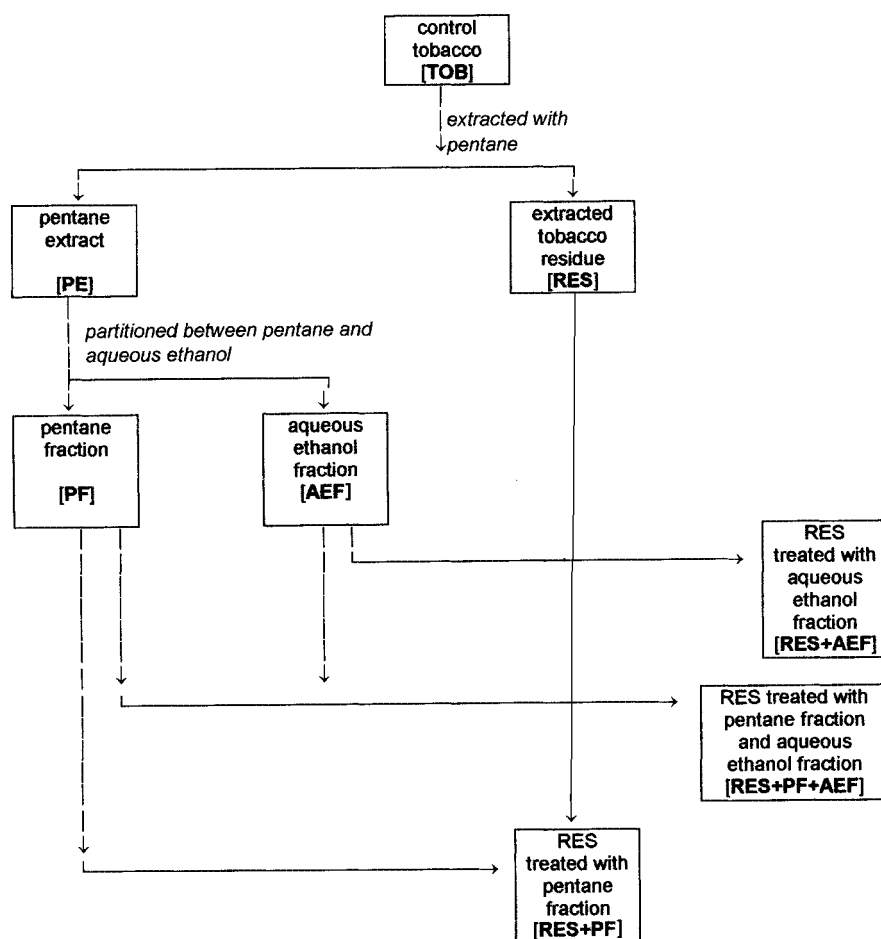 control
tobacco
[TOB]
extracted with
pentane
pentane
extract
[PE]
extracted
tobacco
residue
[RES]
partitioned between pentane and
aqueous ethanol
pentane
fraction
[PF]
aqueous
ethanol
fraction
[AEF]
RES
treated with
aqueous
ethanol
fraction
[RES+AEF]
RES treated with
pentane fraction
and aqueous
ethanol fraction
[RES+PF+AEF]
RES
treated with
pentane
fraction
[RES+PF]